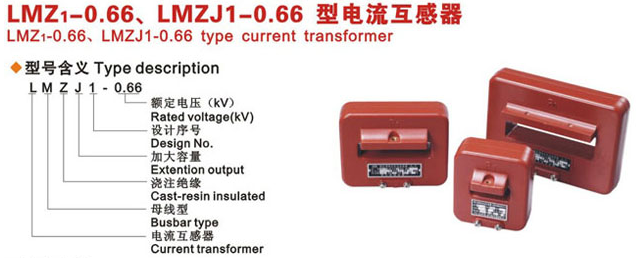 LMZ₁-0.66、LMZJ1-0.66 型电流互感器
LMZ₁-0.66、LMZJ1-0.66 type current transformer
型号含义 Type description
L M Z J 1 - 0.66
额定电压（kV）
Rated voltage(kV)
设计序号
Design No.
加大容量
Extention output
浇注绝缘
Cast-resin insulated
母线型
Busbar type
电流互感器
Current transformer